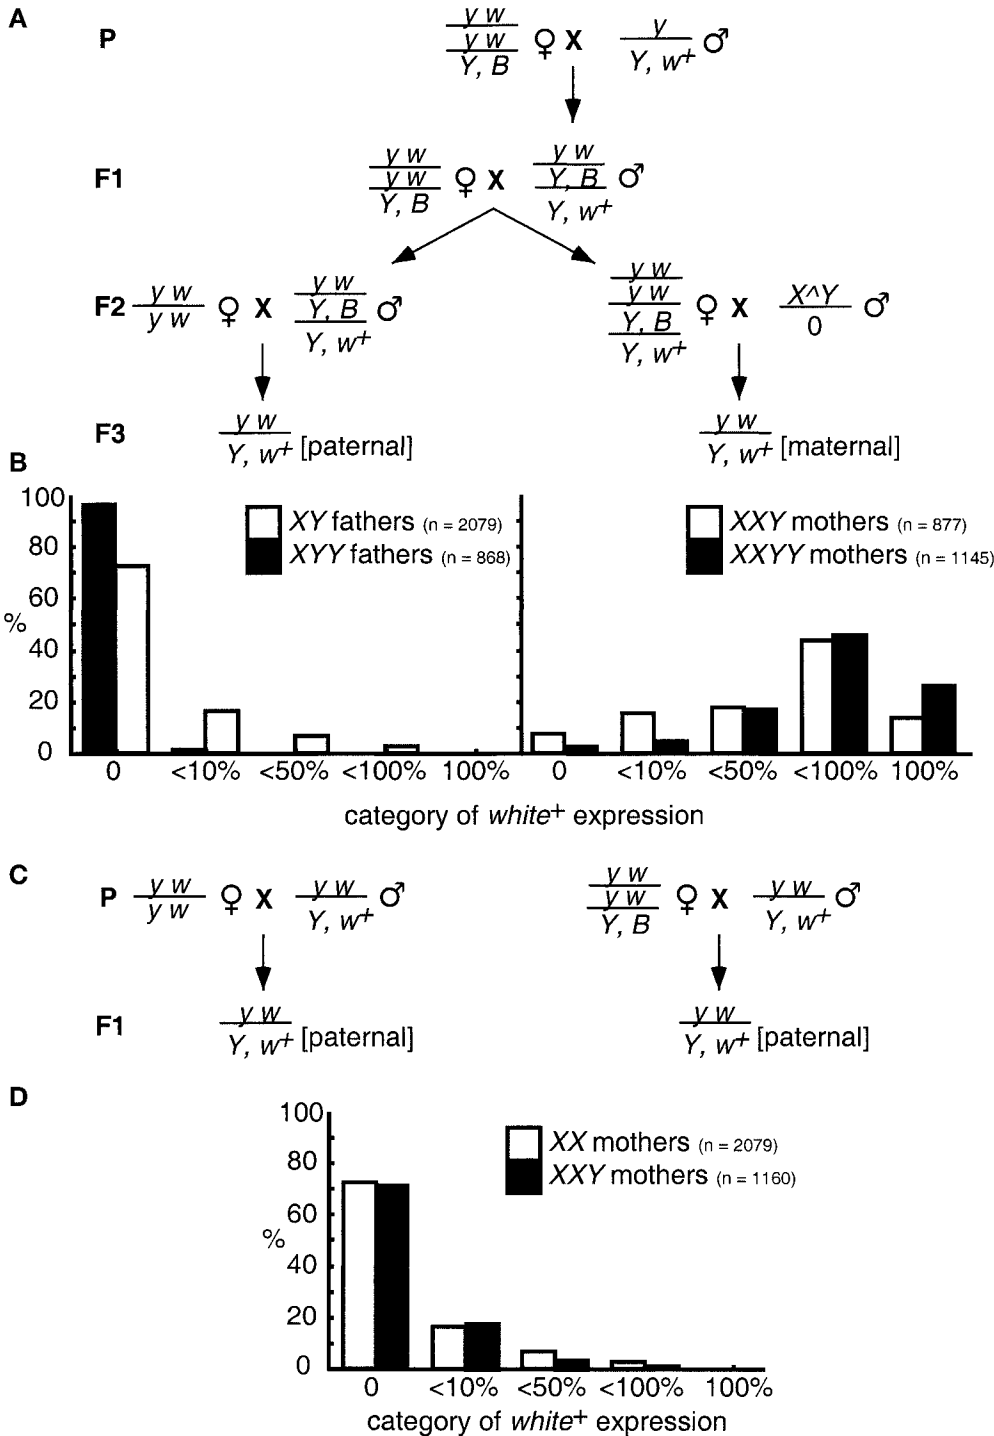 A
P
y w
y w
Y, B
♀ X
y
Y, w+
♂
F1
y w
y w
Y, B
♀ X
y w
Y, B
Y, w+
♂
F2
y w
y w
♀ X
y w
Y, B
Y, w+
♂
y w
y w
Y, B
Y, w+
♀ X
X^Y
0
♂
F3
y w
Y, w+ [paternal]
y w
Y, w+ [maternal]
B
100
80
60
%
40
20
0
XY fathers (n = 2079)
XYY fathers (n = 868)
XXY mothers (n = 877)
XXYY mothers (n = 1145)
0 <10% <50% <100% 100% 0 <10% <50% <100% 100%
category of white+ expression
C
P
y w
y w
♀ X
y w
Y, w+
♂
y w
y w
Y, B
♀ X
y w
Y, w+
♂
F1
y w
Y, w+ [paternal]
y w
Y, w+ [paternal]
D
100
80
60
%
40
20
0
XX mothers (n = 2079)
XXY mothers (n = 1160)
0 <10% <50% <100% 100%
category of white+ expression